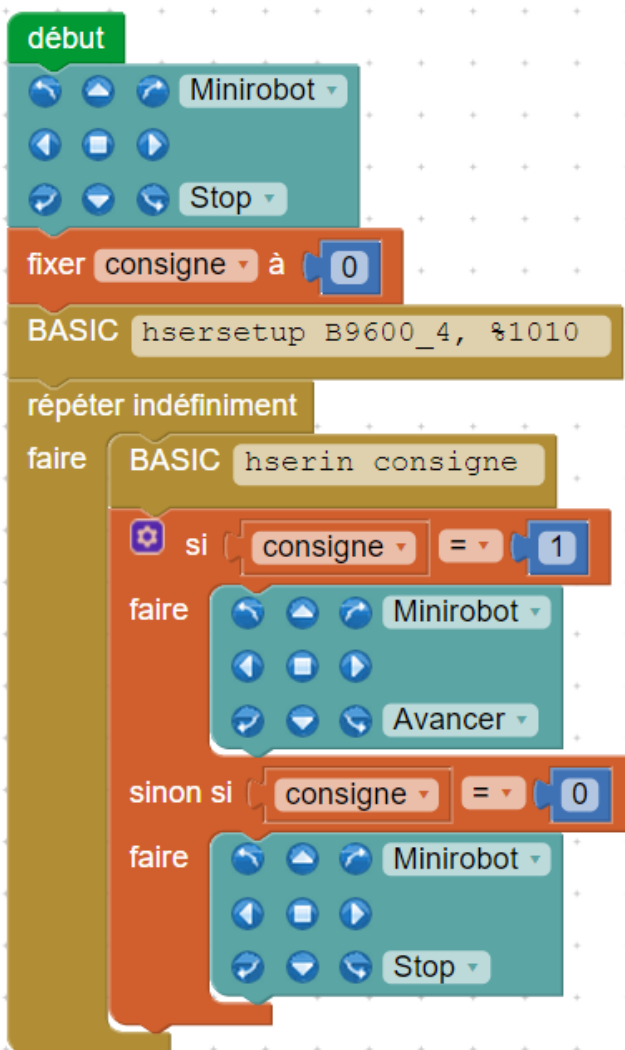 début
Minirobot
Stop
fixer consigne à 0
BASIC hsersetup B9600_4, %1010
répéter indéfiniment
faire BASIC hserin consigne
si consigne = 1
faire Minirobot
Avancer
sinon si consigne = 0
faire Minirobot
Stop